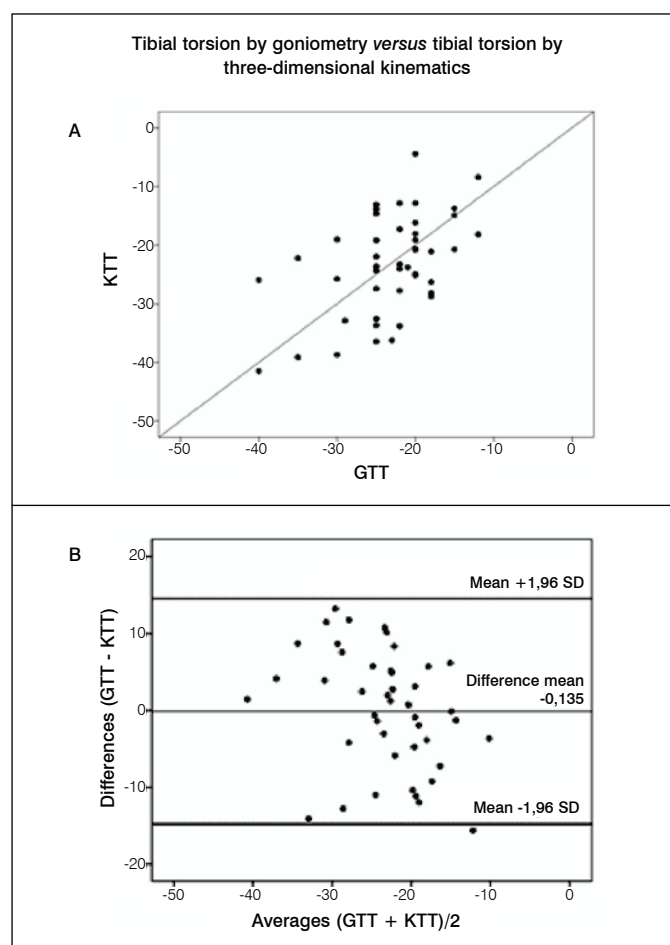 Tibial torsion by goniometry versus tibial torsion by
three-dimensional kinematics
A
0
-10
-20
-30
-40
-50
KTT
-50 -40 -30 -20 -10 0
GTT
B
20
10
0
-10
-20
Differences (GTT - KTT)
Mean +1,96 SD
Difference mean
-0,135
Mean -1,96 SD
-50 -40 -30 -20 -10 0
Averages (GTT + KTT)/2